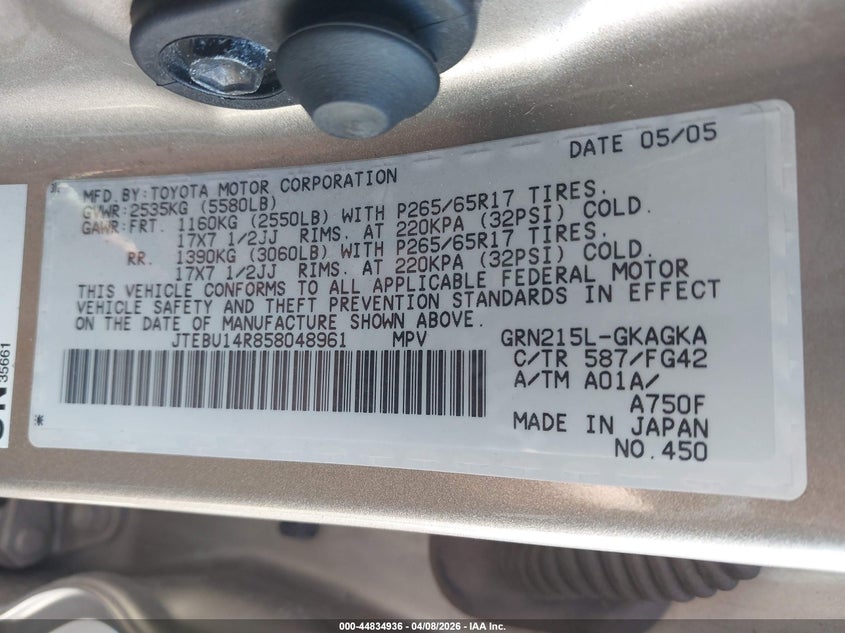 DATE 05/05
MFD.BY:TOYOTA MOTOR CORPORATION
GVWR:2535KG (5580LB)
GAWR:FRT. 1160KG (2550LB) WITH P265/65R17 TIRES.
17X7 1/2JJ RIMS. AT 220KPA (32PSI) COLD.
RR. 1390KG (3060LB) WITH P265/65R17 TIRES.
17X7 1/2JJ RIMS. AT 220KPA (32PSI) COLD.
THIS VEHICLE CONFORMS TO ALL APPLICABLE FEDERAL MOTOR
VEHICLE SAFETY AND THEFT PREVENTION STANDARDS IN EFFECT
ON THE DATE OF MANUFACTURE SHOWN ABOVE.
JTEBU14R858048961 MPV GRN215L-GKAGKA
C/TR 587/FG42
A/TM A01A/
A750F
MADE IN JAPAN
NO.450
35661
000-44834936 - 04/08/2026 - IAA Inc.